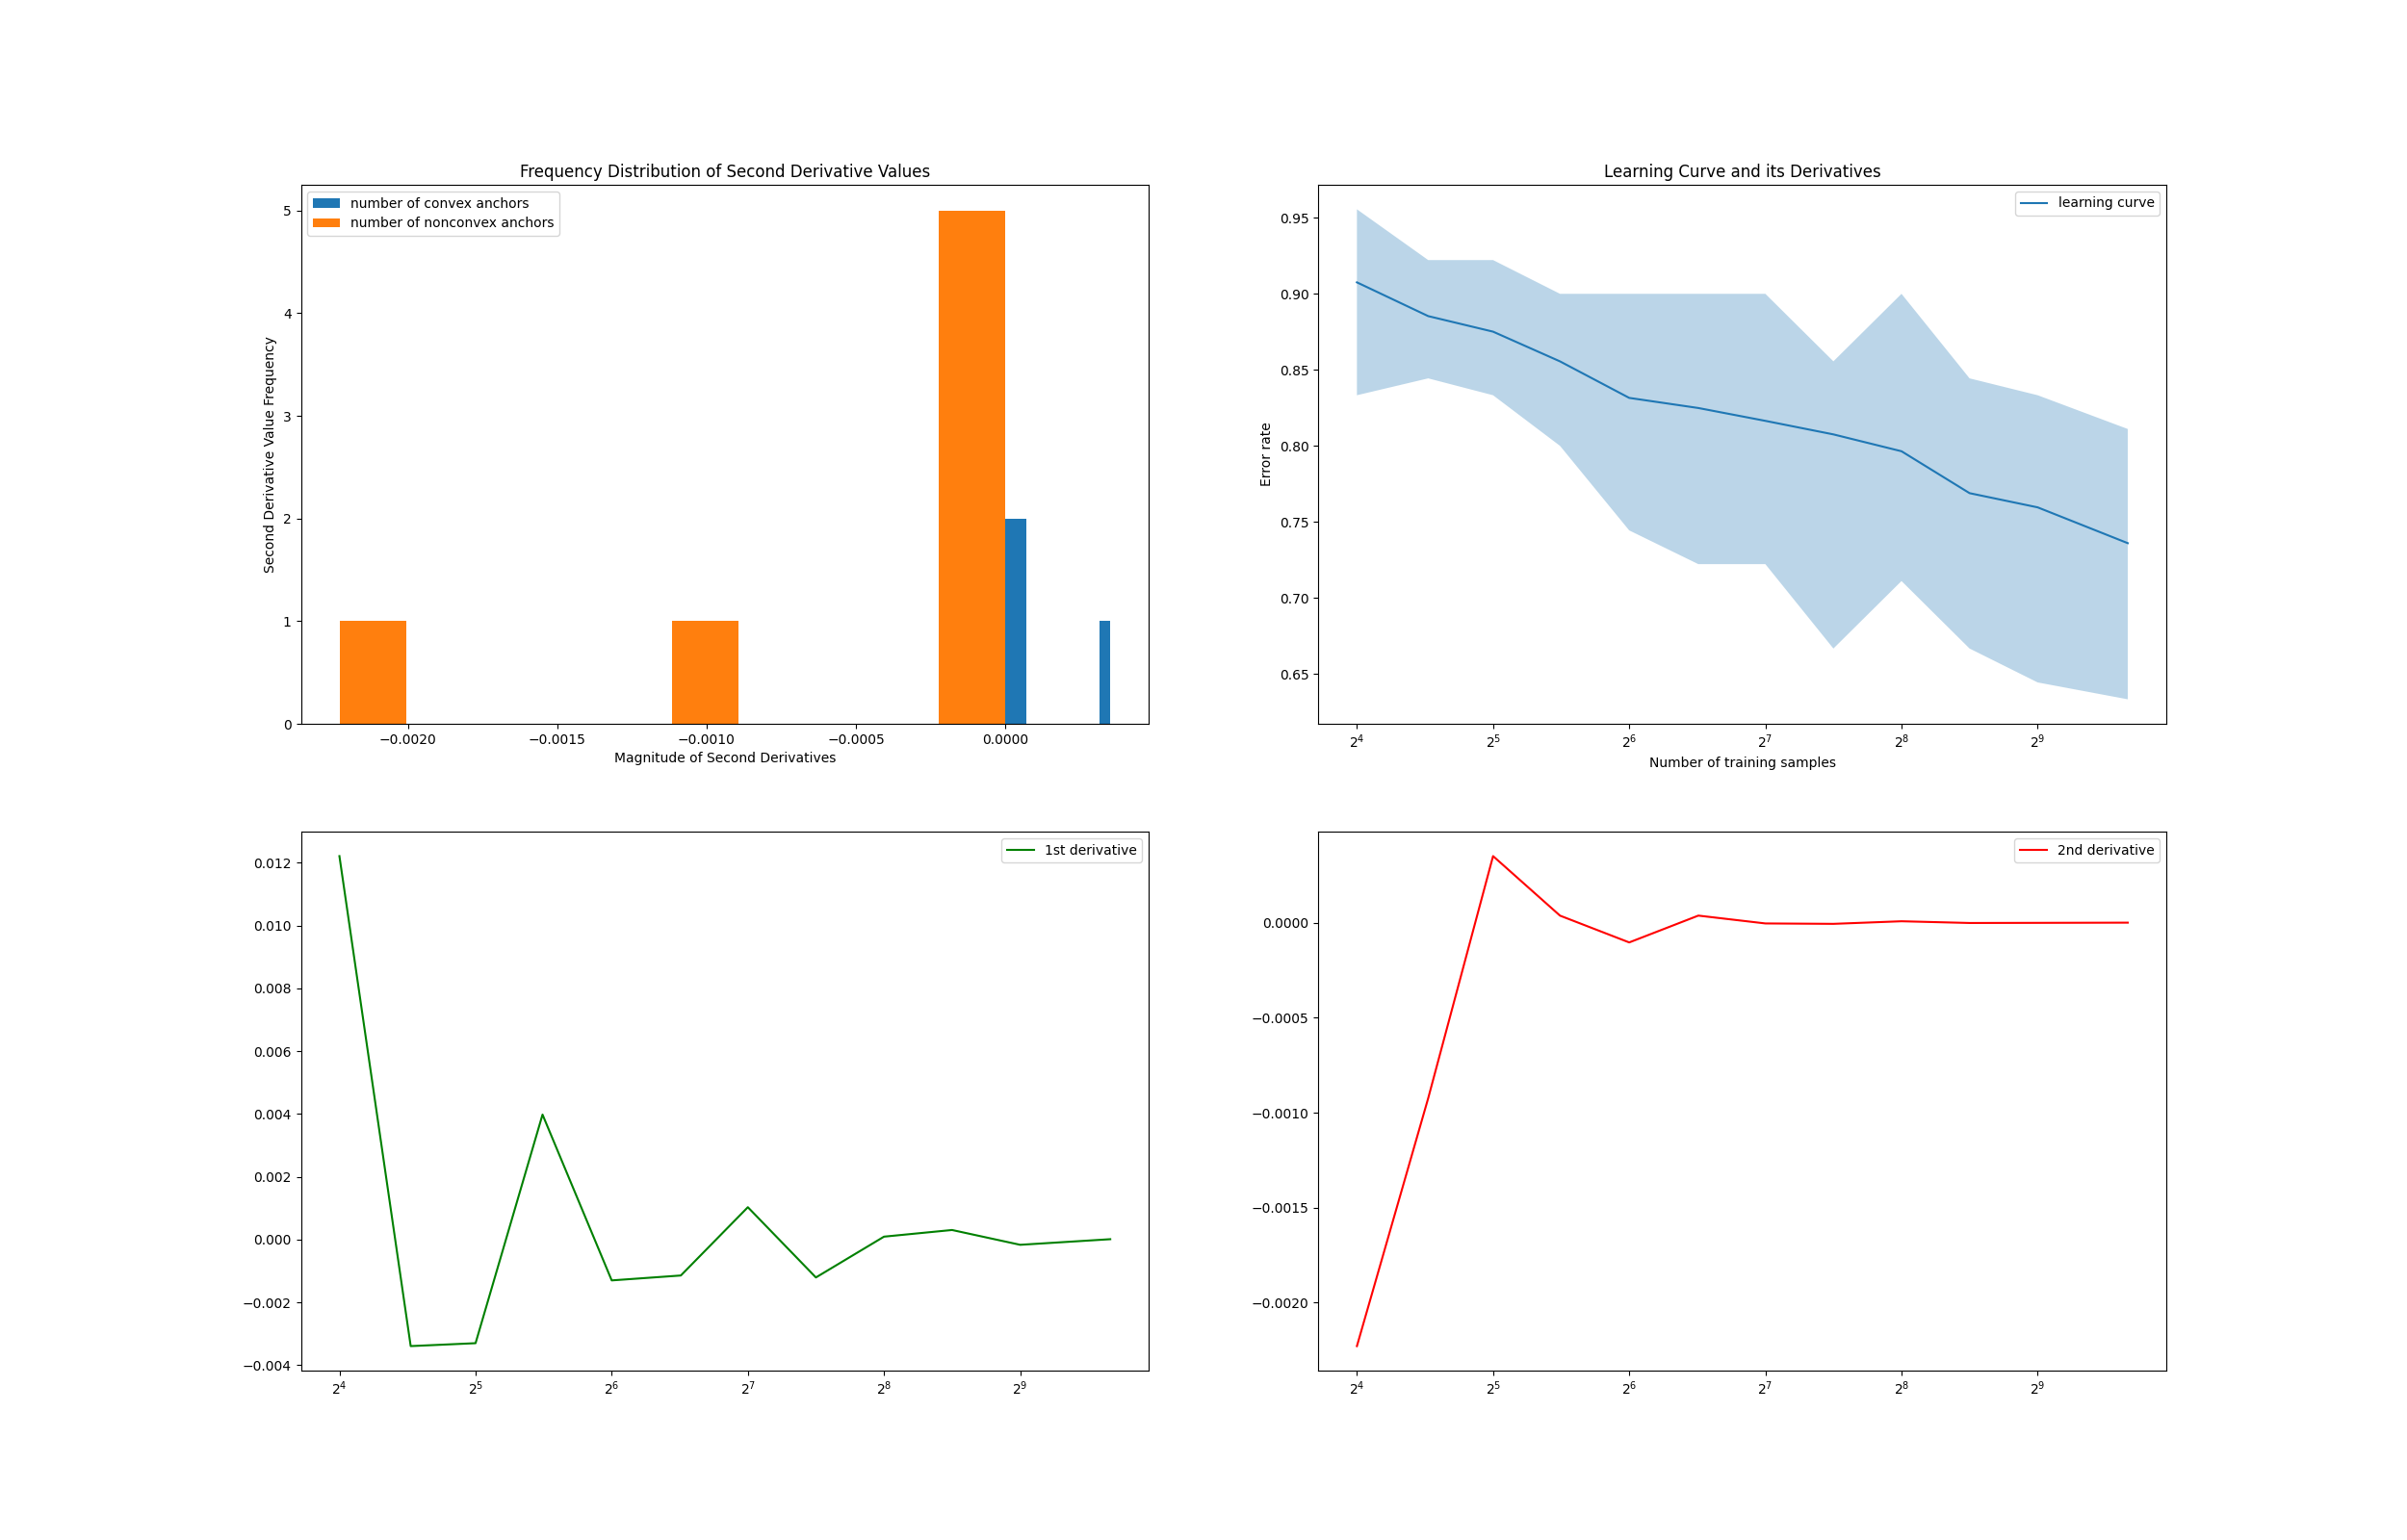 Frequency Distribution of Second Derivative Values
number of convex anchors
number of nonconvex anchors
Second Derivative Value Frequency
5
4
3
2
1
0
−0.0020 −0.0015 −0.0010 −0.0005 0.0000
Magnitude of Second Derivatives
Learning Curve and its Derivatives
learning curve
Error rate
0.95
0.90
0.85
0.80
0.75
0.70
0.65
2⁴ 2⁵ 2⁶ 2⁷ 2⁸ 2⁹
Number of training samples
1st derivative
0.012
0.010
0.008
0.006
0.004
0.002
0.000
−0.002
−0.004
2⁴ 2⁵ 2⁶ 2⁷ 2⁸ 2⁹
2nd derivative
0.0000
−0.0005
−0.0010
−0.0015
−0.0020
2⁴ 2⁵ 2⁶ 2⁷ 2⁸ 2⁹